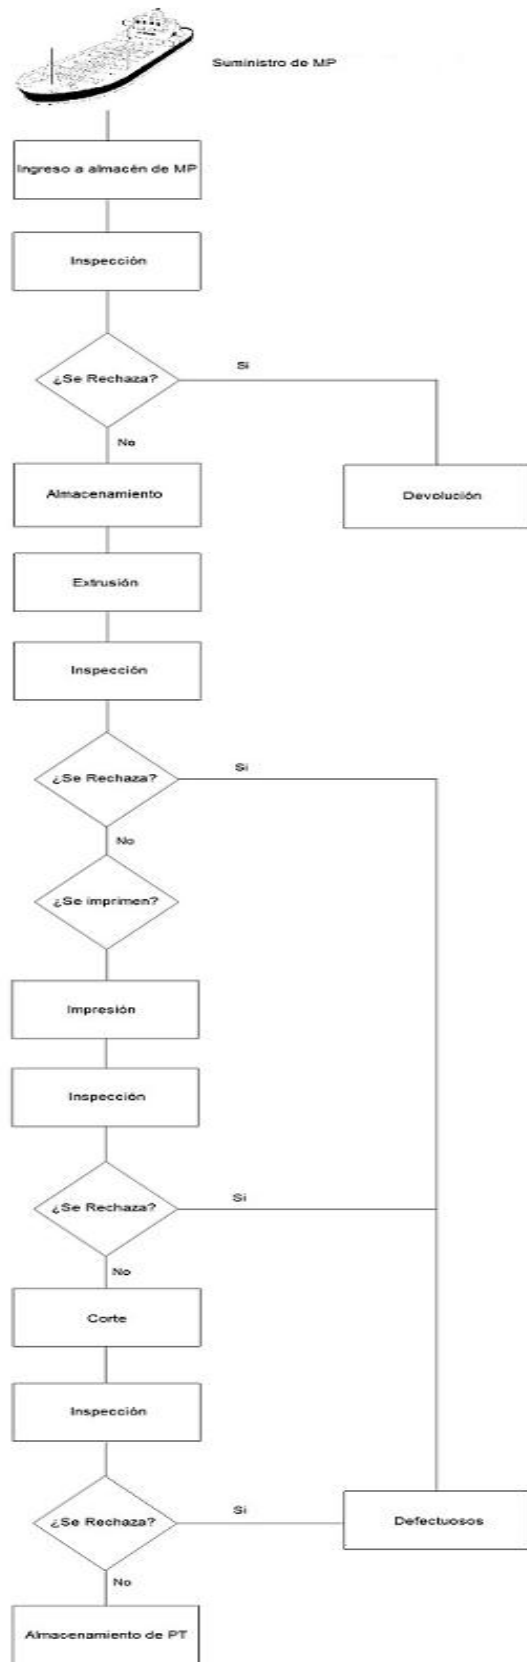 Suministro de MP
Ingreso a almacén de MP
Inspección
¿Se Rechaza?
Si
No
Almacenamiento
Devolución
Extrusión
Inspección
¿Se Rechaza?
Si
No
¿Se imprimen?
Impresión
Inspección
¿Se Rechaza?
Si
No
Corte
Inspección
¿Se Rechaza?
Si
Defectuosos
No
Almacenamiento de PT